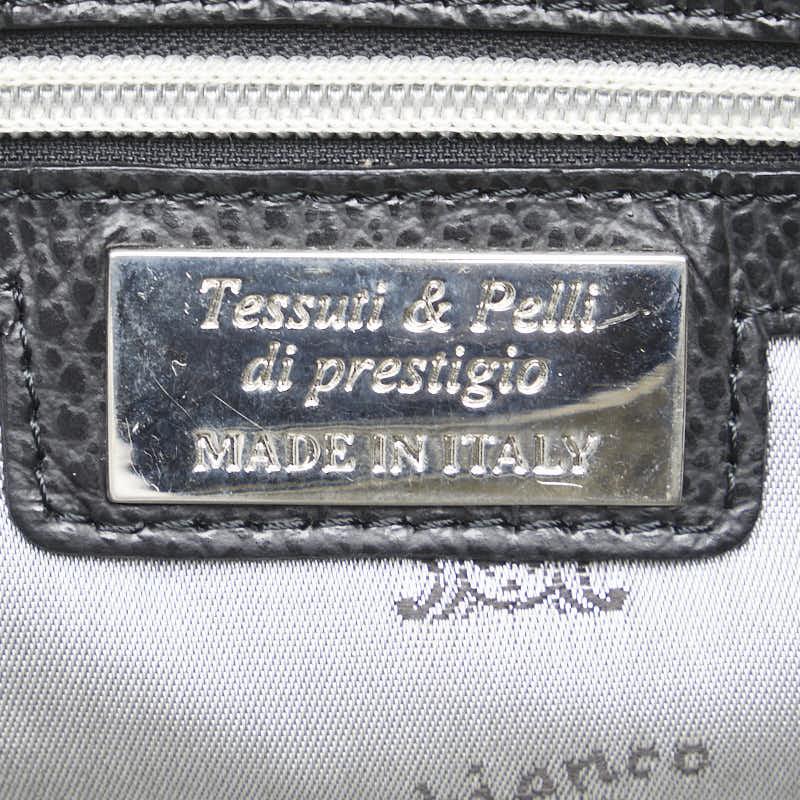 Tessuti & Pelli
di prestigio
MADE IN ITALY